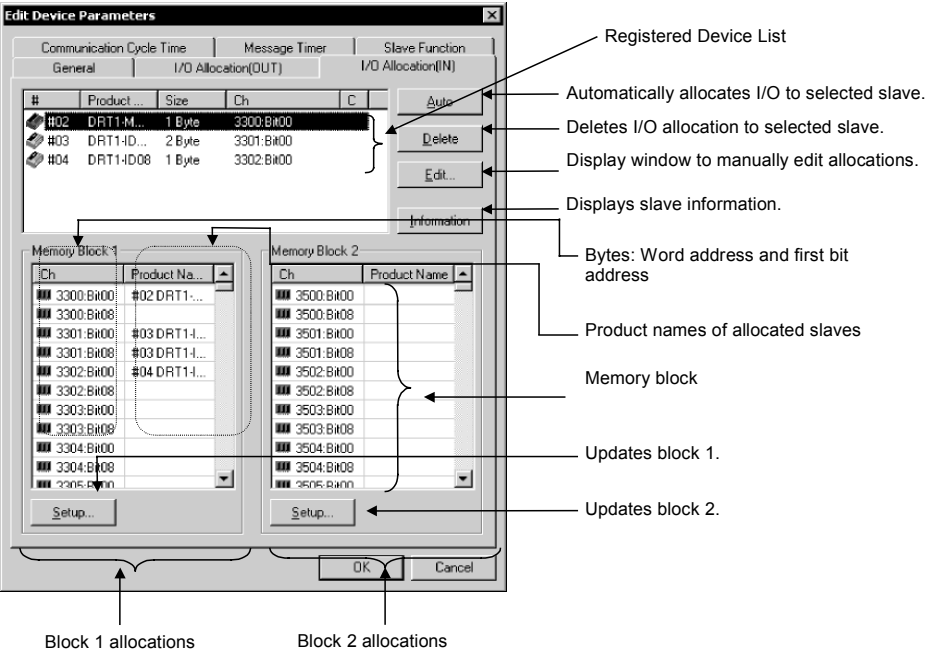 Edit Device Parameters
Communication Cycle Time Message Timer Slave Function
General I/O Allocation(OUT) I/O Allocation(IN)
Registered Device List
# Product ... Size Ch C
#02 DRT1-M... 1 Byte 3300:Bit00
#03 DRT1-ID... 2 Byte 3301:Bit00
#04 DRT1-ID08 1 Byte 3302:Bit00
Auto
Automatically allocates I/O to selected slave.
Delete
Deletes I/O allocation to selected slave.
Edit...
Display window to manually edit allocations.
Information
Displays slave information.
Bytes: Word address and first bit
address
Product names of allocated slaves
Memory block
Updates block 1.
Updates block 2.
Memory Block 1
Ch Product Na...
3300:Bit00 #02 DRT1-...
3300:Bit08
3301:Bit00 #03 DRT1-I...
3301:Bit08 #03 DRT1-I...
3302:Bit00 #04 DRT1-I...
3302:Bit08
3303:Bit00
3303:Bit08
3304:Bit00
3304:Bit08
3305:Bit00
Setup...
Memory Block 2
Ch Product Name
3500:Bit00
3500:Bit08
3501:Bit00
3501:Bit08
3502:Bit00
3502:Bit08
3503:Bit00
3503:Bit08
3504:Bit00
3504:Bit08
3505:Bit00
Setup...
OK Cancel
Block 1 allocations Block 2 allocations